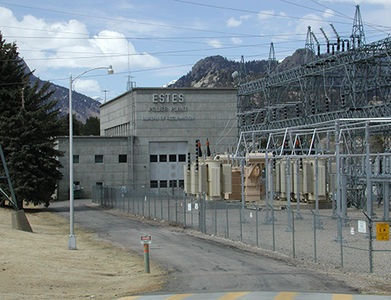 ESTES
POWER PLANT
BUREAU OF RECLAMATION